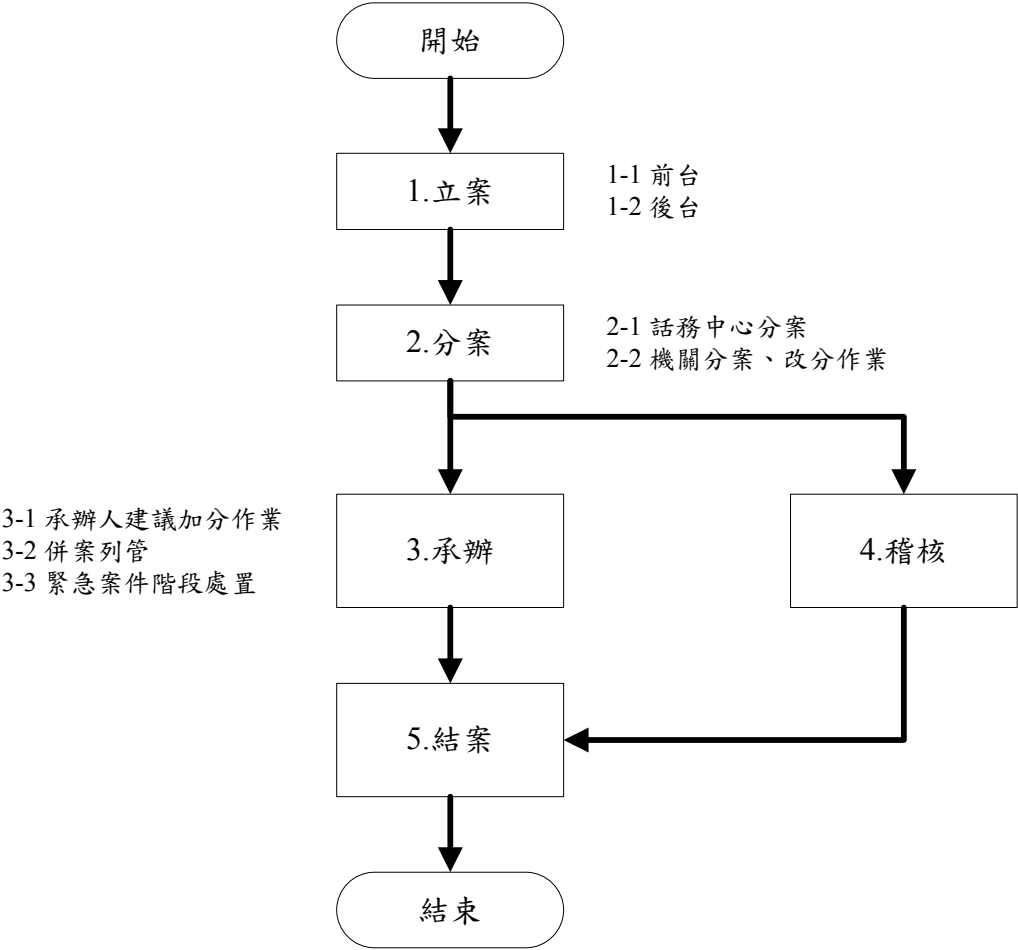 開始
1.立案
1-1 前台
1-2 後台
2.分案
2-1 話務中心分案
2-2 機關分案、改分作業
3-1 承辦人建議加分作業
3-2 併案列管
3-3 緊急案件階段處置
3.承辦
4.稽核
5.結案
結束